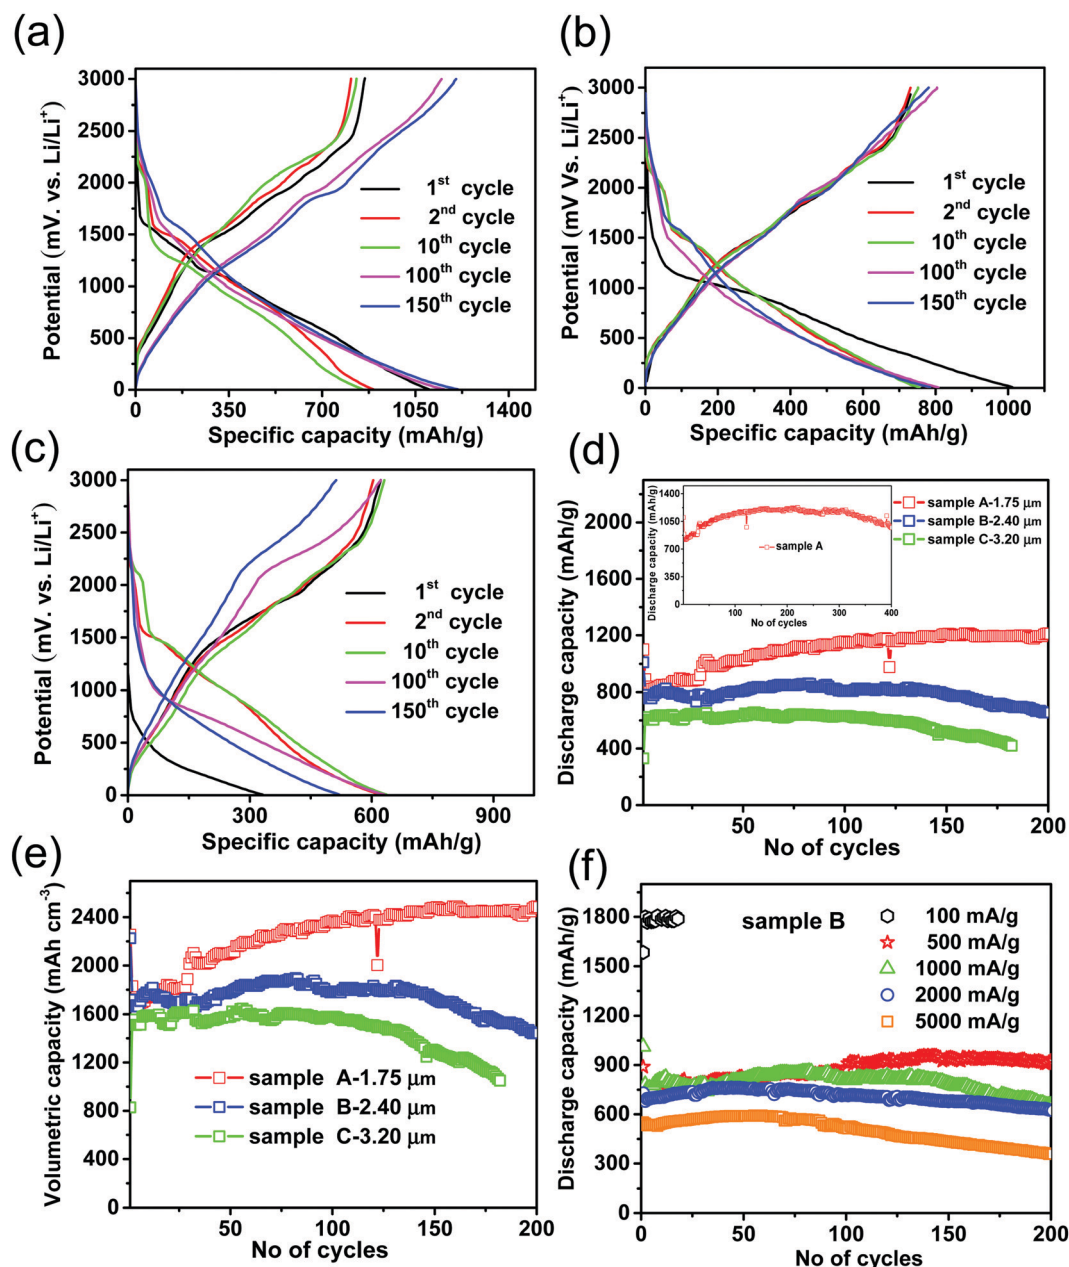 (a)
3000
2500
2000
1500
1000
500
0
Potential (mV. vs. Li/Li+)
1st cycle
2nd cycle
10th cycle
100th cycle
150th cycle
0 350 700 1050 1400
Specific capacity (mAh/g)
(b)
3000
2500
2000
1500
1000
500
0
Potential (mV Vs. Li/Li+)
1st cycle
2nd cycle
10th cycle
100th cycle
150th cycle
0 200 400 600 800 1000
Specific capacity (mAh/g)
(c)
3000
2500
2000
1500
1000
500
0
Potential (mV. vs. Li/Li+)
1st cycle
2nd cycle
10th cycle
100th cycle
150th cycle
0 300 600 900
Specific capacity (mAh/g)
(d)
2000
1600
1200
800
400
0
Discharge capacity (mAh/g)
1400
1050
700
350
0
Discharge capacity (mAh/g)
sample A
100 200 300 400
No of cycles
sample A-1.75 μm
sample B-2.40 μm
sample C-3.20 μm
50 100 150 200
No of cycles
(e)
2400
2000
1600
1200
800
400
0
Volumetric capacity (mAh cm-3)
sample A-1.75 μm
sample B-2.40 μm
sample C-3.20 μm
50 100 150 200
No of cycles
(f)
1800
1500
1200
900
600
300
0
Discharge capacity (mAh/g)
sample B
100 mA/g
500 mA/g
1000 mA/g
2000 mA/g
5000 mA/g
0 50 100 150 200
No of cycles